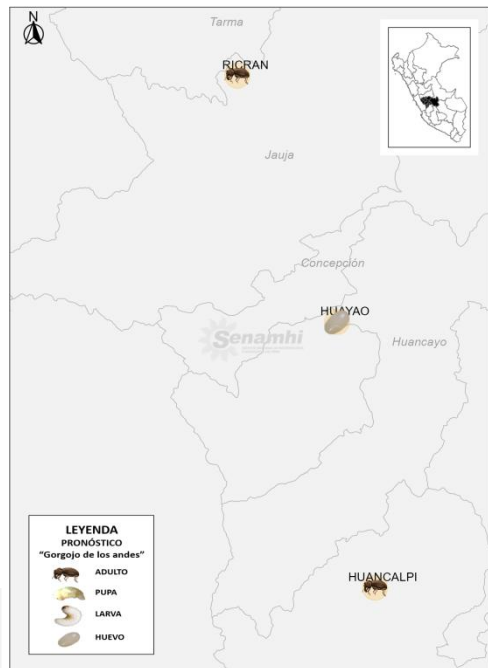 N
Tarma
RICRAN
Jauja
Concepción
HUAYAO
Senamhi
Huancayo
HUANCALPI
LEYENDA
PRONÓSTICO
“Gorgojo de los andes”
ADULTO
PUPA
LARVA
HUEVO